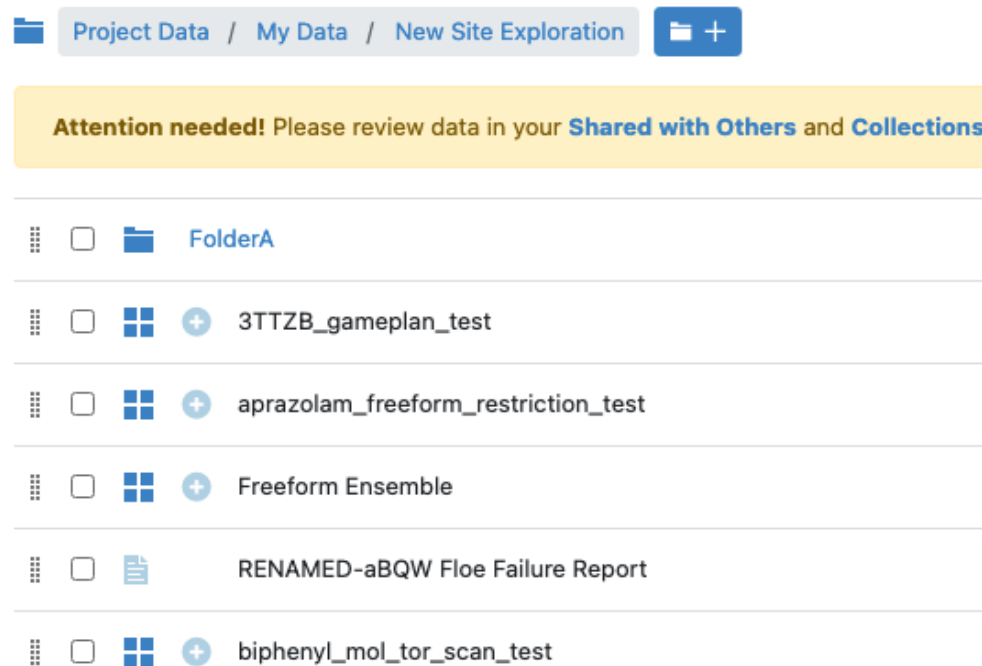 Project Data / My Data / New Site Exploration
Attention needed! Please review data in your Shared with Others and Collections
FolderA
3TTZB_gameplan_test
aprazolam_freeform_restriction_test
Freeform Ensemble
RENAMED-aBQW Floe Failure Report
biphenyl_mol_tor_scan_test